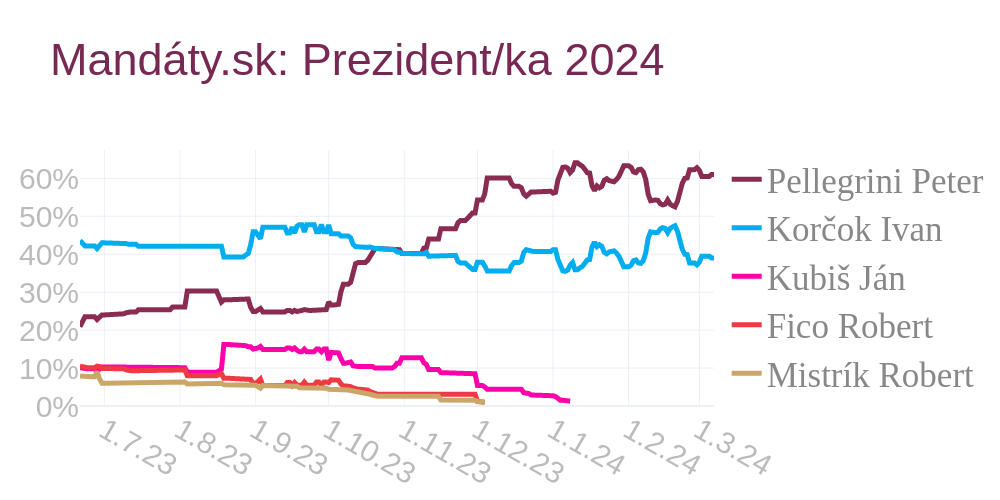 Mandáty.sk: Prezident/ka 2024
60%
50%
40%
30%
20%
10%
0%
1.7.23
1.8.23
1.9.23
1.10.23
1.11.23
1.12.23
1.1.24
1.2.24
1.3.24
Pellegrini Peter
Korčok Ivan
Kubiš Ján
Fico Robert
Mistrík Robert